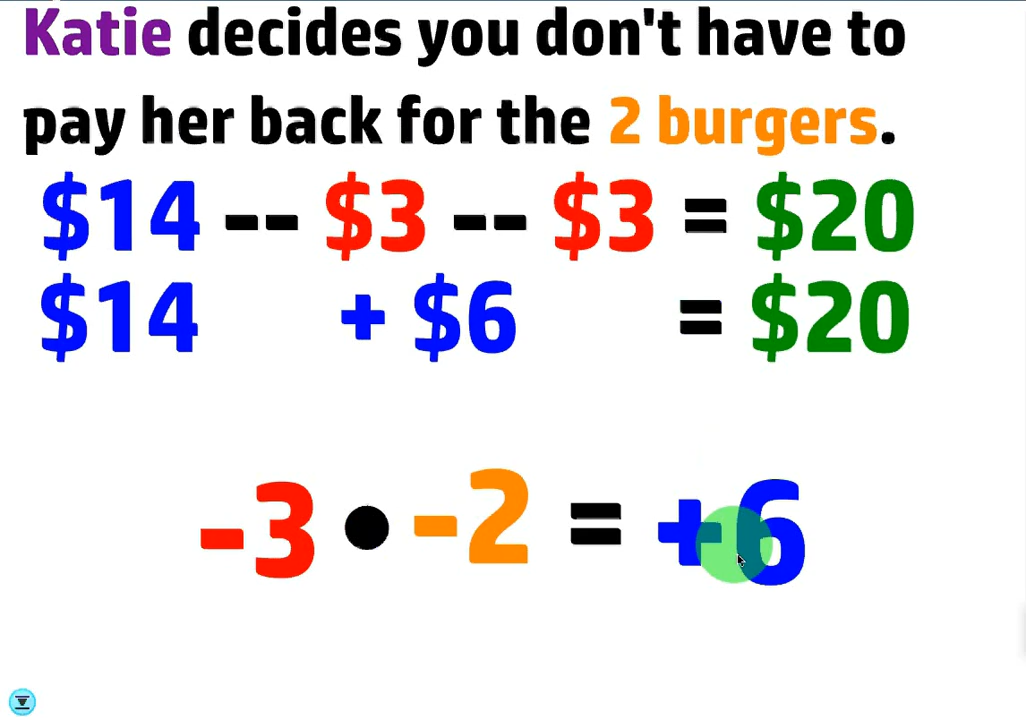 Katie decides you don't have to
pay her back for the 2 burgers.
$14 -- $3 -- $3 = $20
$14 + $6 = $20
-3 • -2 = +6